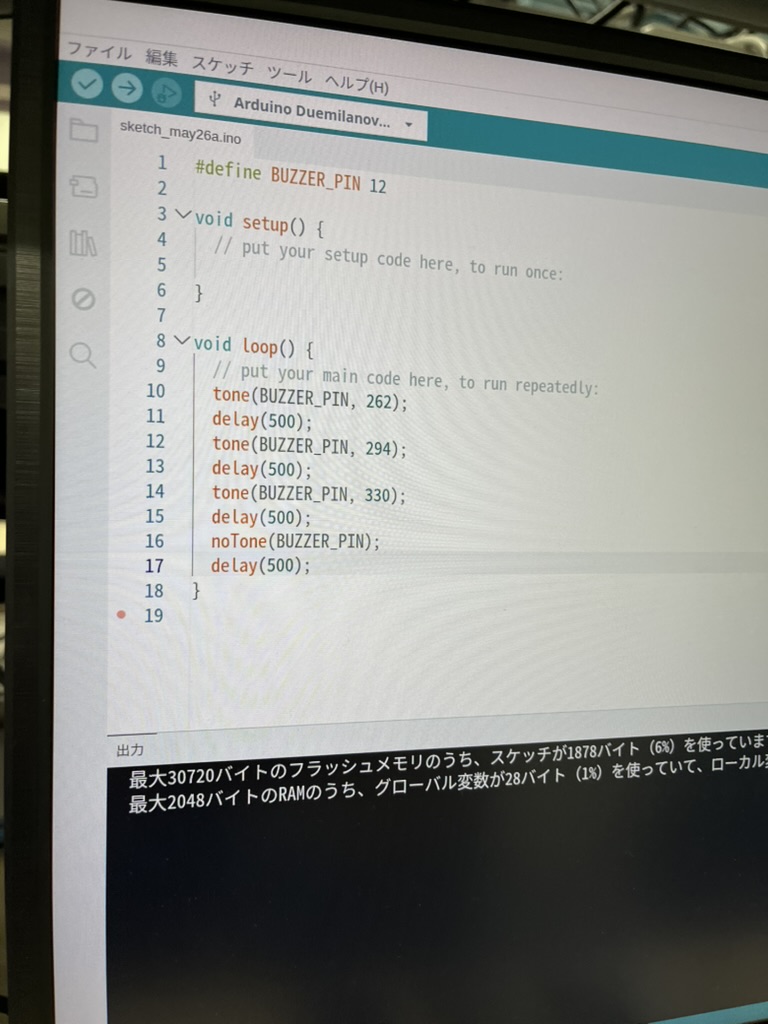 ファイル 編集 スケッチ ツール ヘルプ(H)
Arduino Duemilanov...
sketch_may26a.ino
1 #define BUZZER_PIN 12
2
3 void setup() {
4 // put your setup code here, to run once:
5
6 }
7
8 void loop() {
9 // put your main code here, to run repeatedly:
10 tone(BUZZER_PIN, 262);
11 delay(500);
12 tone(BUZZER_PIN, 294);
13 delay(500);
14 tone(BUZZER_PIN, 330);
15 delay(500);
16 noTone(BUZZER_PIN);
17 delay(500);
18 }
19
出力
最大30720バイトのフラッシュメモリのうち、スケッチが1878バイト（6%）を使っていま
最大2048バイトのRAMのうち、グローバル変数が28バイト（1%）を使っていて、ローカル